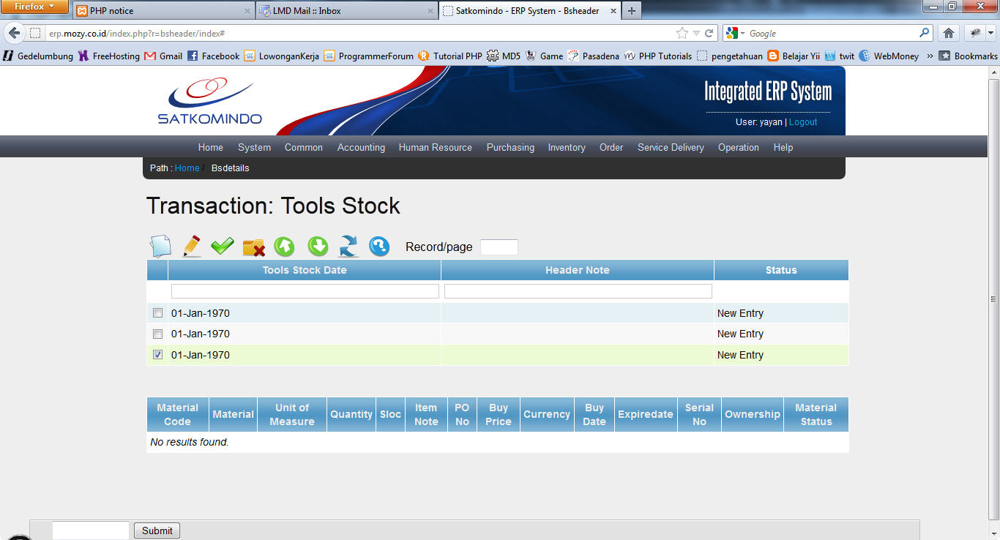 Firefox
PHP notice
LMD Mail :: Inbox
Satkomindo - ERP System - Bsheader
erp.mozy.co.id/index.php?r=bsheader/index#
Google
Gedelumbung FreeHosting Gmail Facebook LowonganKerja ProgrammerForum Tutorial PHP MD5 Game Pasadena PHP Tutorials pengetahuan Belajar Yii twit WebMoney » Bookmarks
SATKOMINDO
Integrated ERP System
User: yayan | Logout
Home System Common Accounting Human Resource Purchasing Inventory Order Service Delivery Operation Help
Path : Home / Bsdetails
Transaction: Tools Stock
Record/page
Tools Stock Date Header Note Status
01-Jan-1970 New Entry
01-Jan-1970 New Entry
01-Jan-1970 New Entry
Material Code Material Unit of Measure Quantity Sloc Item Note PO No Buy Price Currency Buy Date Expiredate Serial No Ownership Material Status
No results found.
Submit